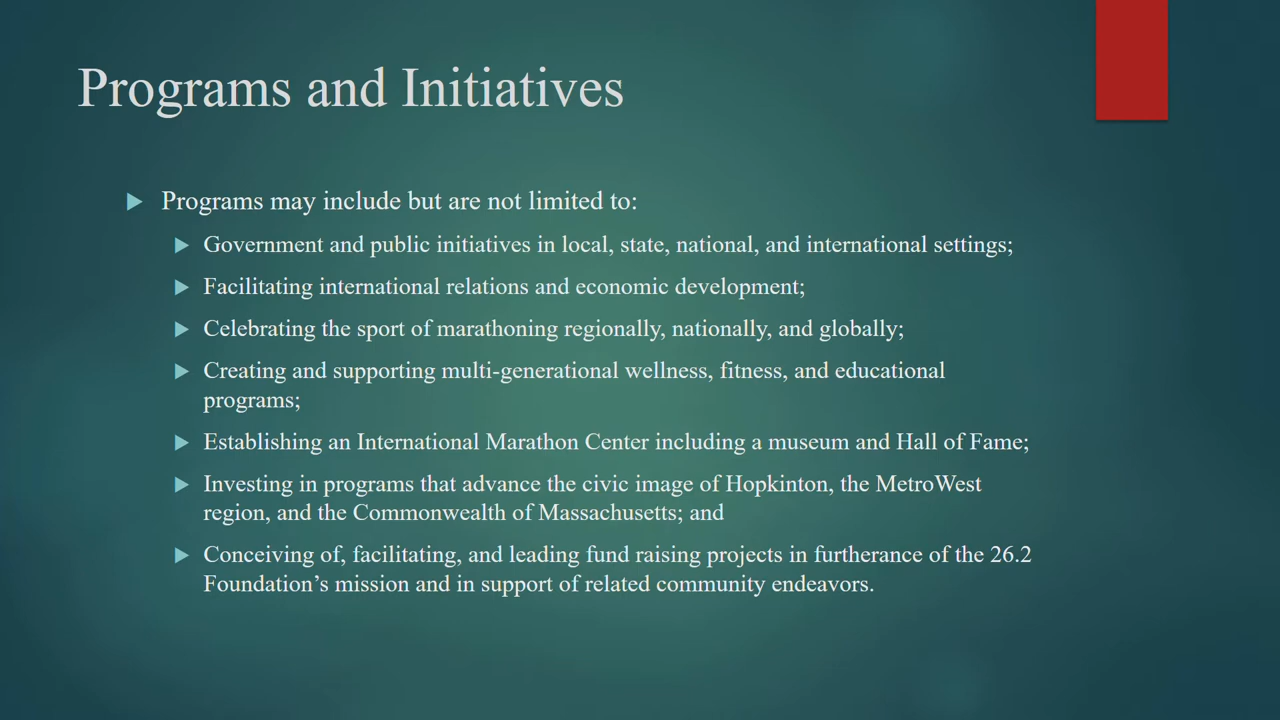 Programs and Initiatives
Programs may include but are not limited to:
Government and public initiatives in local, state, national, and international settings;
Facilitating international relations and economic development;
Celebrating the sport of marathoning regionally, nationally, and globally;
Creating and supporting multi-generational wellness, fitness, and educational
programs;
Establishing an International Marathon Center including a museum and Hall of Fame;
Investing in programs that advance the civic image of Hopkinton, the MetroWest
region, and the Commonwealth of Massachusetts; and
Conceiving of, facilitating, and leading fund raising projects in furtherance of the 26.2
Foundation’s mission and in support of related community endeavors.